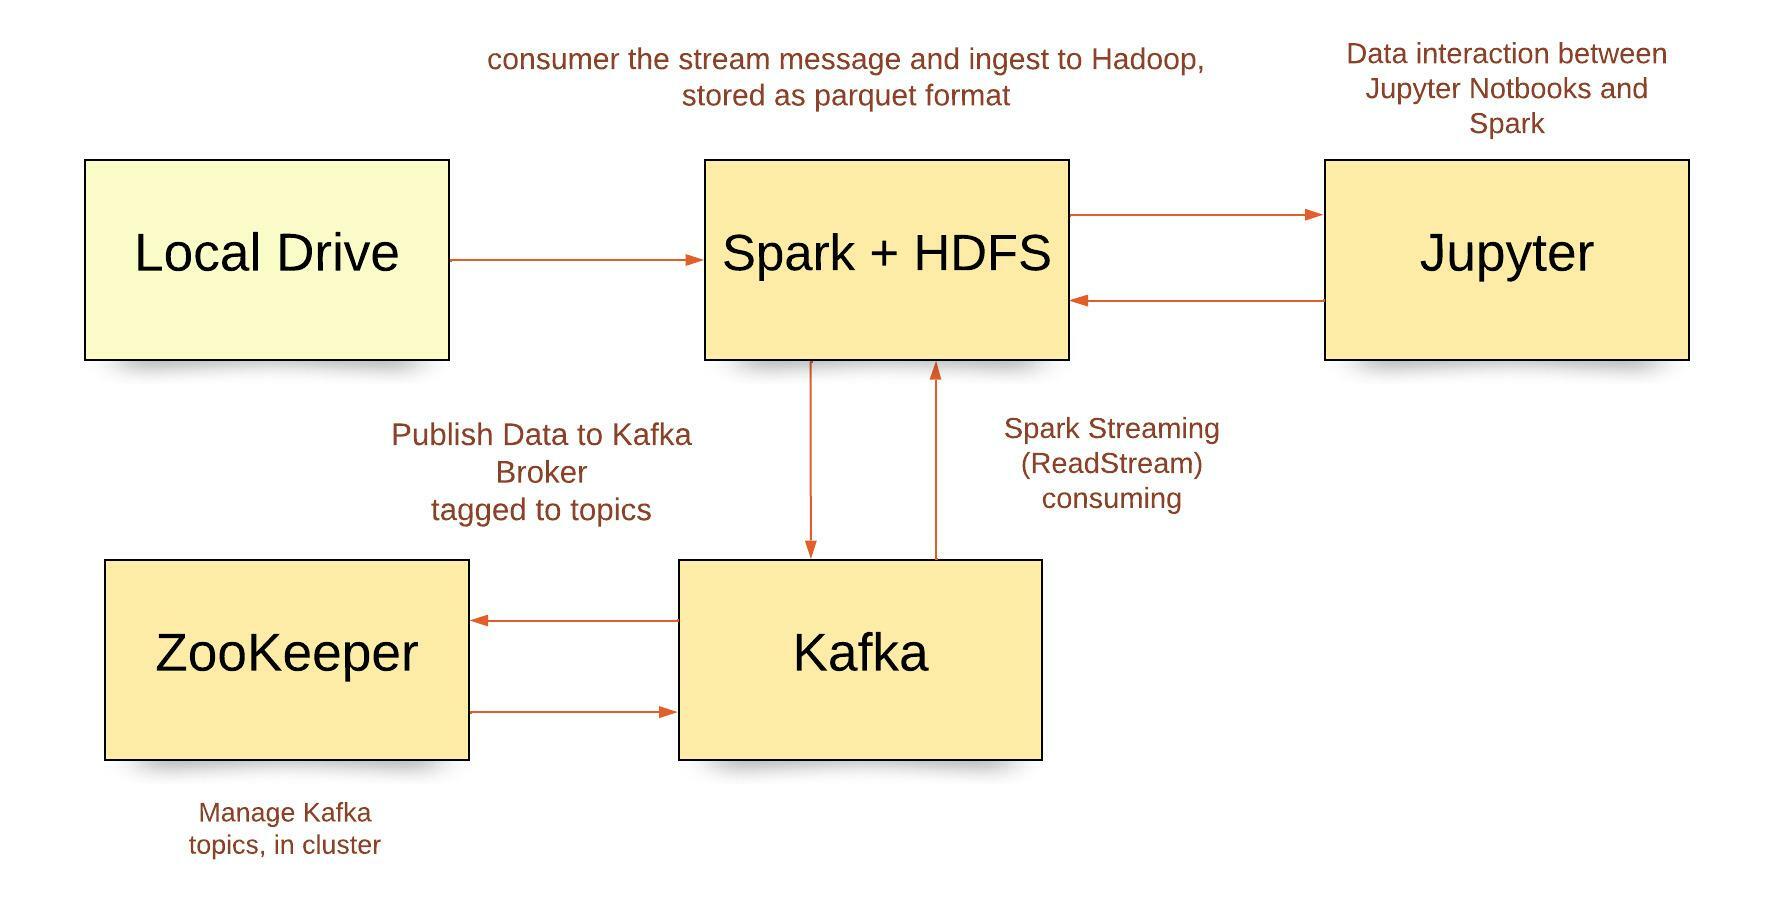 consumer the stream message and ingest to Hadoop,
stored as parquet format
Data interaction between
Jupyter Notbooks and
Spark
Local Drive
Spark + HDFS
Jupyter
Publish Data to Kafka
Broker
tagged to topics
Spark Streaming
(ReadStream)
consuming
ZooKeeper
Kafka
Manage Kafka
topics, in cluster